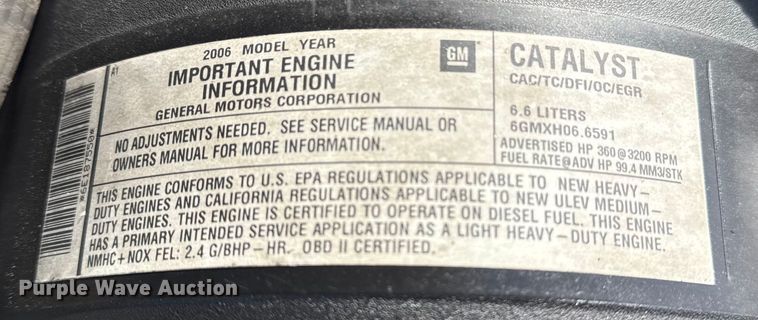 2006 MODEL YEAR
IMPORTANT ENGINE
INFORMATION
GENERAL MOTORS CORPORATION
GM
CATALYST
CAC/TC/DFI/OC/EGR
A1
NO ADJUSTMENTS NEEDED. SEE SERVICE MANUAL OR
OWNERS MANUAL FOR MORE INFORMATION.
6.6 LITERS
6GMXH06.6591
ADVERTISED HP 360@3200 RPM
FUEL RATE@ADV HP 99.4 MM3/STK
THIS ENGINE CONFORMS TO U.S. EPA REGULATIONS APPLICABLE TO NEW HEAVY-
DUTY ENGINES AND CALIFORNIA REGULATIONS APPLICABLE TO NEW ULEV MEDIUM-
DUTY ENGINES. THIS ENGINE IS CERTIFIED TO OPERATE ON DIESEL FUEL. THIS ENGINE
HAS A PRIMARY INTENDED SERVICE APPLICATION AS A LIGHT HEAVY-DUTY ENGINE.
NMHC+NOX FEL: 2.4 G/BHP-HR. OBD II CERTIFIED.
Purple Wave Auction